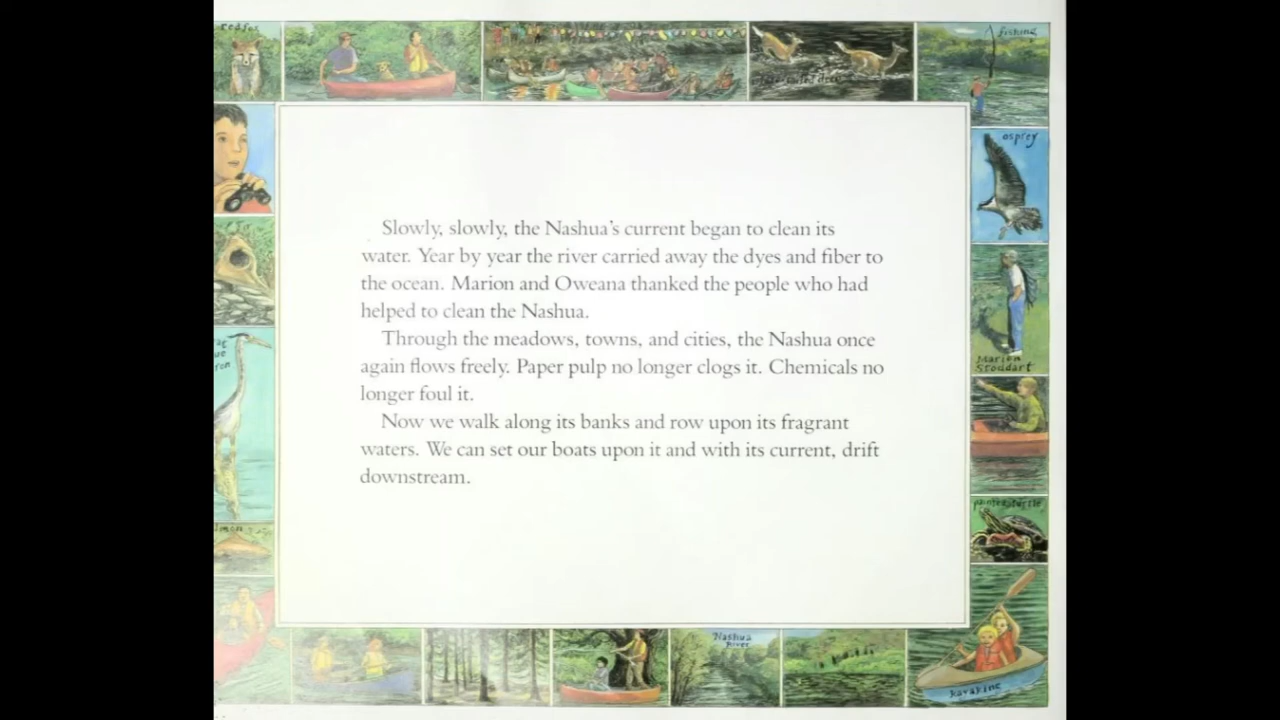 red fox
fishing
osprey
Slowly, slowly, the Nashua's current began to clean its
water. Year by year the river carried away the dyes and fiber to
the ocean. Marion and Oweana thanked the people who had
helped to clean the Nashua.
Through the meadows, towns, and cities, the Nashua once
again flows freely. Paper pulp no longer clogs it. Chemicals no
longer foul it.
Now we walk along its banks and row upon its fragrant
waters. We can set our boats upon it and with its current, drift
downstream.
Marion
Stoddart
painted turtle
Nashua
River
kayaking